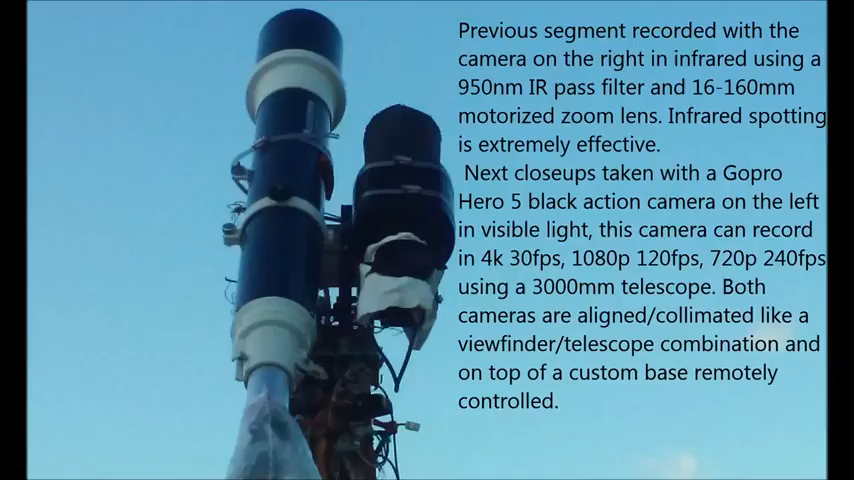 Previous segment recorded with the
camera on the right in infrared using a
950nm IR pass filter and 16-160mm
motorized zoom lens. Infrared spotting
is extremely effective.
Next closeups taken with a Gopro
Hero 5 black action camera on the left
in visible light, this camera can record
in 4k 30fps, 1080p 120fps, 720p 240fps
using a 3000mm telescope. Both
cameras are aligned/collimated like a
viewfinder/telescope combination and
on top of a custom base remotely
controlled.